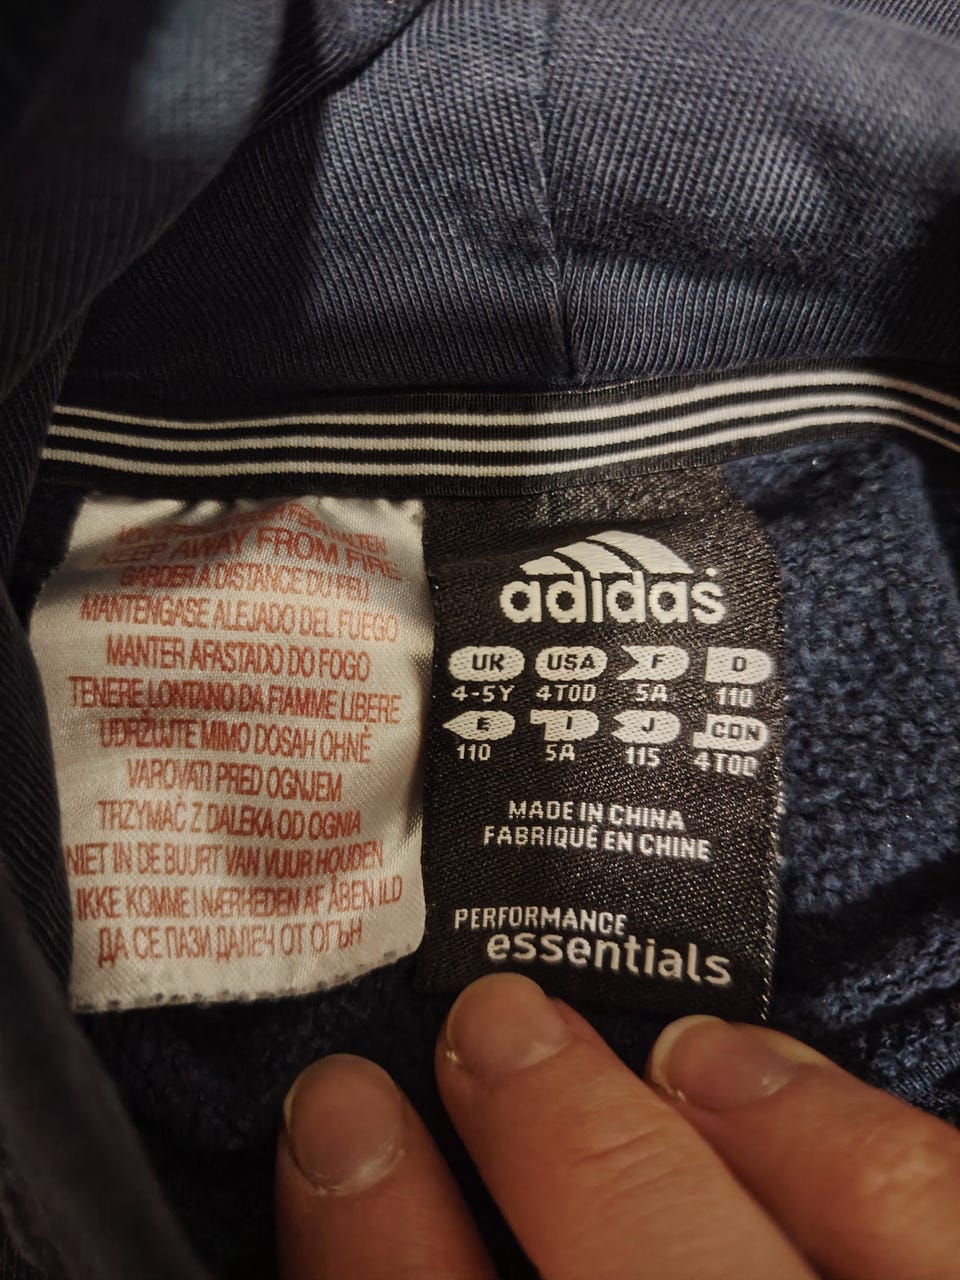 HALTEN
KEEP AWAY FROM FIRE
GARDER A DISTANCE DU FEU
MANTÉNGASE ALEJADO DEL FUEGO
MANTER AFASTADO DO FOGO
TENERE LONTANO DA FIAMME LIBERE
UDRŽUJTE MIMO DOSAH OHNĚ
VAROVATI PRED OGNJEM
TRZYMAĆ Z DALEKA OD OGNIA
NIET IN DE BUURT VAN VUUR HOUDEN
IKKE KOMME I NÆRHEDEN AF ÅBEN ILD
ДА СЕ ПАЗИ ДАЛЕЧ ОТ ОГЪН
adidas
UK USA F D
4-5Y 4TOD 5A 110
E I J CDN
110 5A 115 4TOD
MADE IN CHINA
FABRIQUÉ EN CHINE
PERFORMANCE
essentials